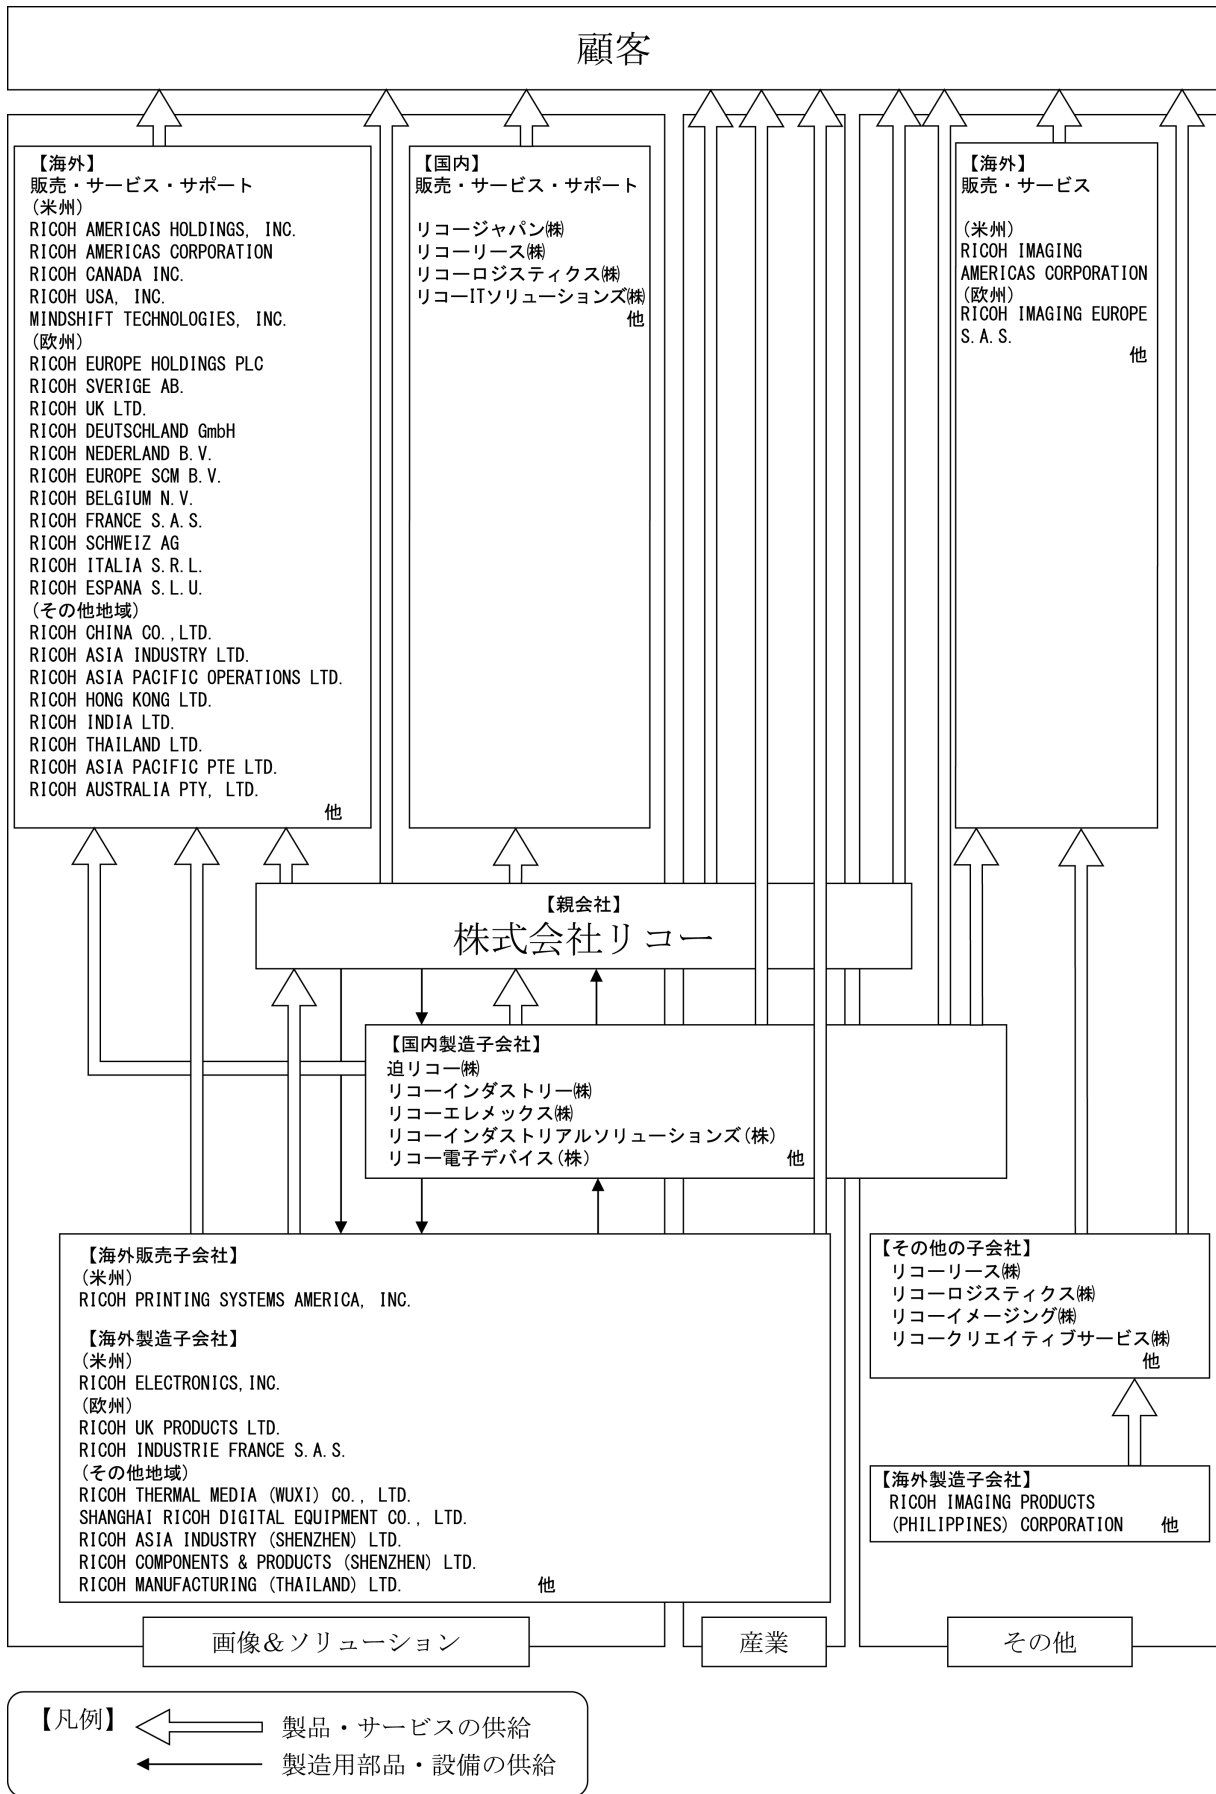 顧客
【海外】
販売・サービス・サポート
(米州)
RICOH AMERICAS HOLDINGS, INC.
RICOH AMERICAS CORPORATION
RICOH CANADA INC.
RICOH USA, INC.
MINDSHIFT TECHNOLOGIES, INC.
(欧州)
RICOH EUROPE HOLDINGS PLC
RICOH SVERIGE AB.
RICOH UK LTD.
RICOH DEUTSCHLAND GmbH
RICOH NEDERLAND B.V.
RICOH EUROPE SCM B.V.
RICOH BELGIUM N.V.
RICOH FRANCE S.A.S.
RICOH SCHWEIZ AG
RICOH ITALIA S.R.L.
RICOH ESPANA S.L.U.
(その他地域)
RICOH CHINA CO.,LTD.
RICOH ASIA INDUSTRY LTD.
RICOH ASIA PACIFIC OPERATIONS LTD.
RICOH HONG KONG LTD.
RICOH INDIA LTD.
RICOH THAILAND LTD.
RICOH ASIA PACIFIC PTE LTD.
RICOH AUSTRALIA PTY, LTD.
他
【国内】
販売・サービス・サポート
リコージャパン㈱
リコーリース㈱
リコーロジスティクス㈱
リコーITソリューションズ㈱
他
【海外】
販売・サービス
(米州)
RICOH IMAGING
AMERICAS CORPORATION
(欧州)
RICOH IMAGING EUROPE
S.A.S.
他
【親会社】
株式会社リコー
【国内製造子会社】
迫リコー㈱
リコーインダストリー㈱
リコーエレメックス㈱
リコーインダストリアルソリューションズ(株)
リコー電子デバイス(株) 他
【海外販売子会社】
(米州)
RICOH PRINTING SYSTEMS AMERICA, INC.
【海外製造子会社】
(米州)
RICOH ELECTRONICS,INC.
(欧州)
RICOH UK PRODUCTS LTD.
RICOH INDUSTRIE FRANCE S.A.S.
(その他地域)
RICOH THERMAL MEDIA (WUXI) CO., LTD.
SHANGHAI RICOH DIGITAL EQUIPMENT CO., LTD.
RICOH ASIA INDUSTRY (SHENZHEN) LTD.
RICOH COMPONENTS & PRODUCTS (SHENZHEN) LTD.
RICOH MANUFACTURING (THAILAND) LTD. 他
【その他の子会社】
リコーリース㈱
リコーロジスティクス㈱
リコーイメージング㈱
リコークリエイティブサービス㈱
他
【海外製造子会社】
RICOH IMAGING PRODUCTS
(PHILIPPINES) CORPORATION 他
画像&ソリューション
産業
その他
【凡例】
製品・サービスの供給
製造用部品・設備の供給